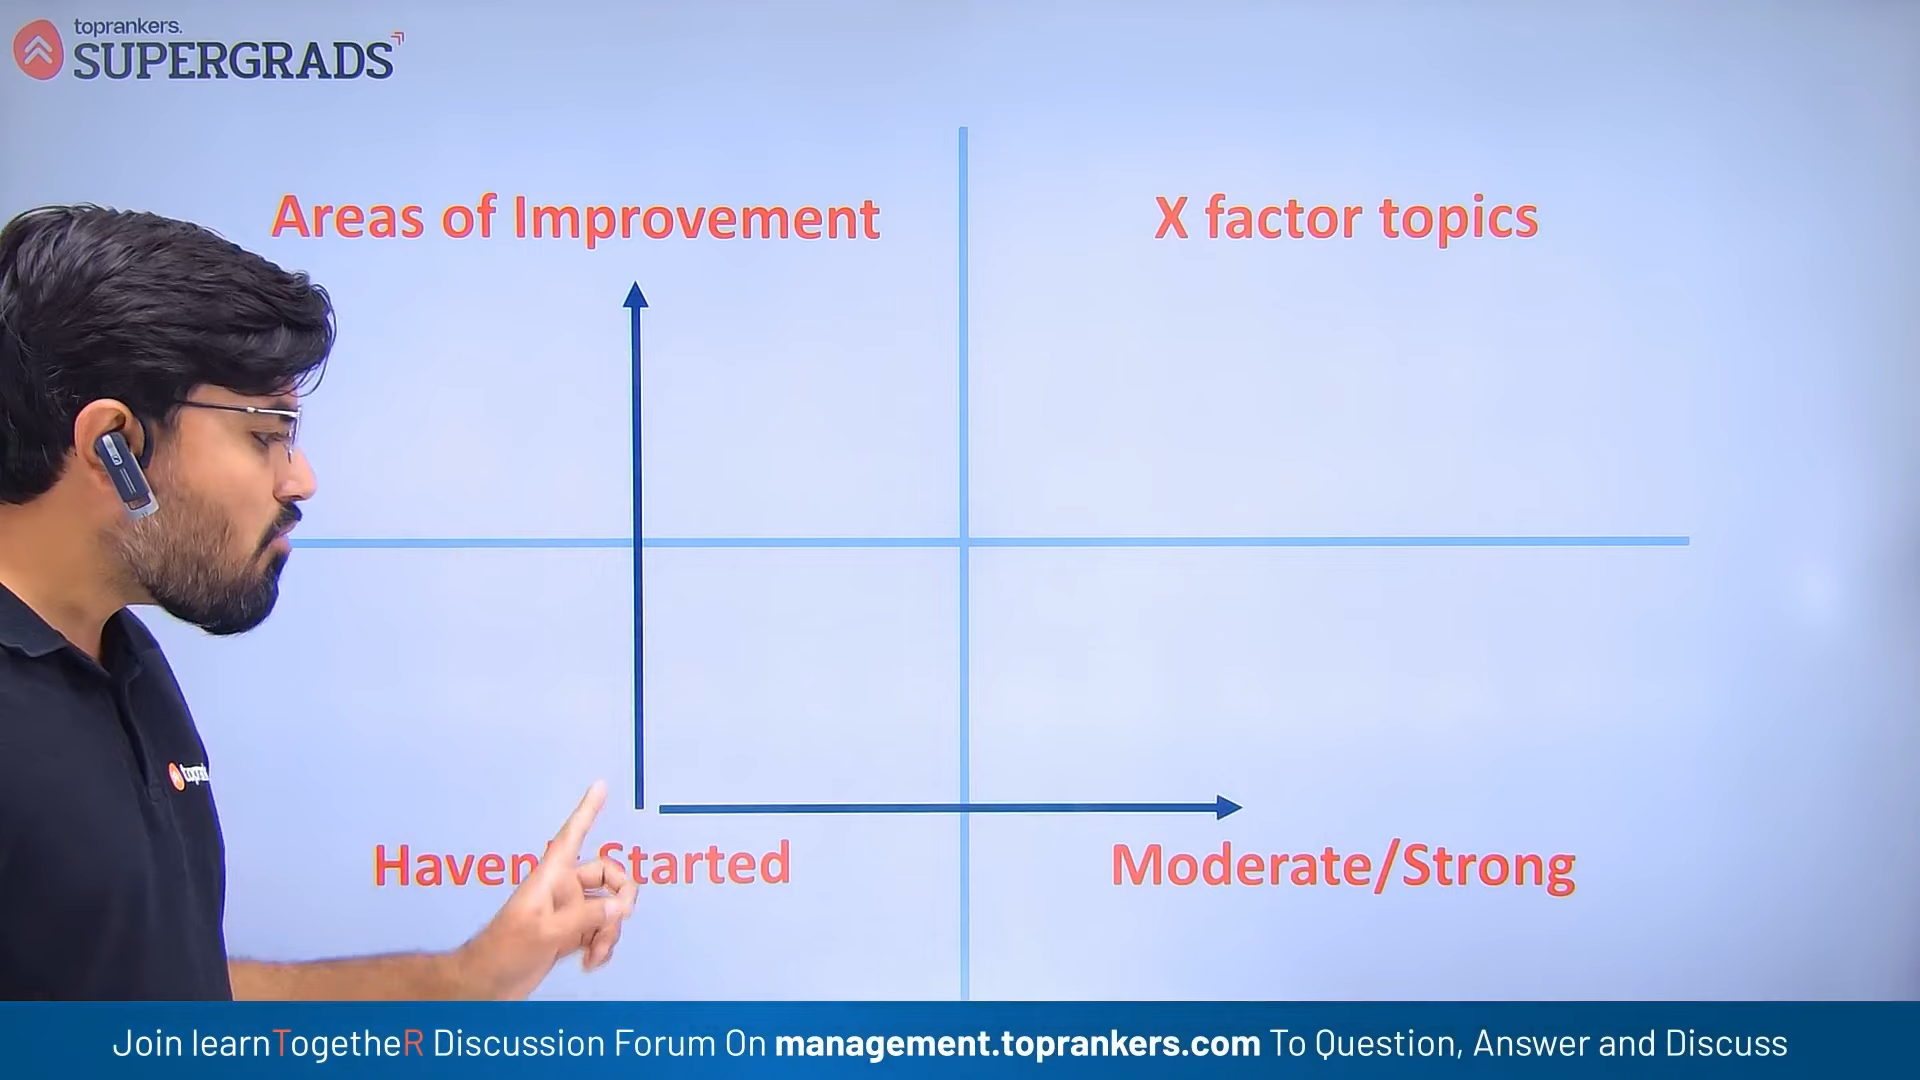 toprankers.
SUPERGRADS
Areas of Improvement
X factor topics
Started
Moderate/Strong
Join learnTogetheR Discussion Forum On management.toprankers.com To Question, Answer and Discuss